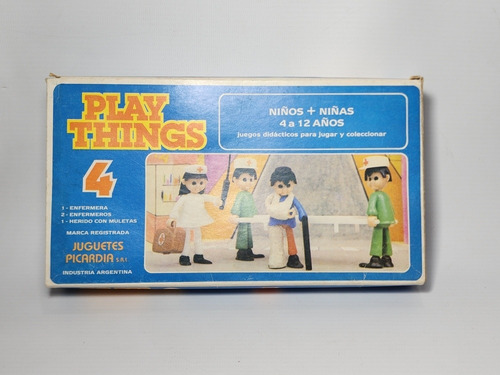 PLAY
THINGS
4
1 - ENFERMERA
2 - ENFERMEROS
1 - HERIDO CON MULETAS
MARCA REGISTRADA
JUGUETES
PICARDIA S.R.L
INDUSTRIA ARGENTINA
NIÑOS + NIÑAS
4 a 12 AÑOS
juegos didácticos para jugar y coleccionar